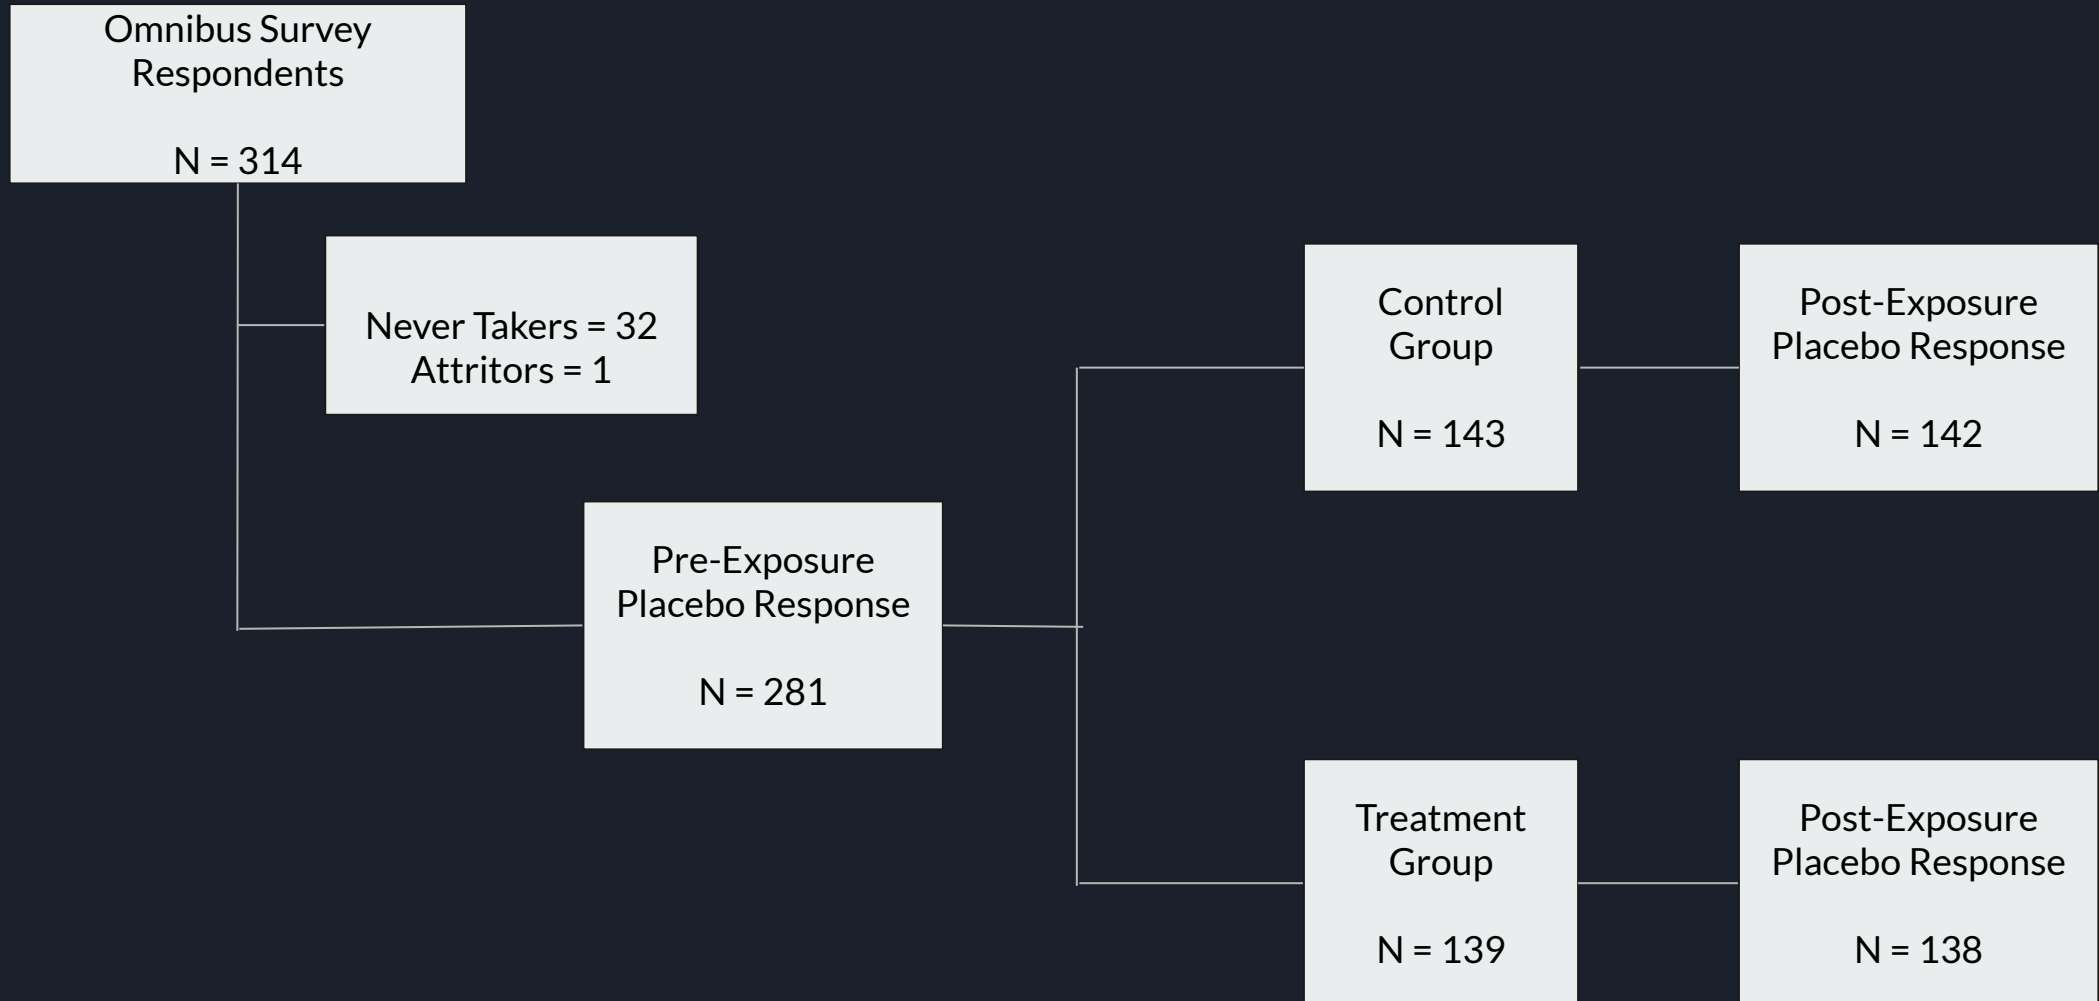 Omnibus Survey
Respondents
N = 314
Never Takers = 32
Attritors = 1
Pre-Exposure
Placebo Response
N = 281
Control
Group
N = 143
Post-Exposure
Placebo Response
N = 142
Treatment
Group
N = 139
Post-Exposure
Placebo Response
N = 138